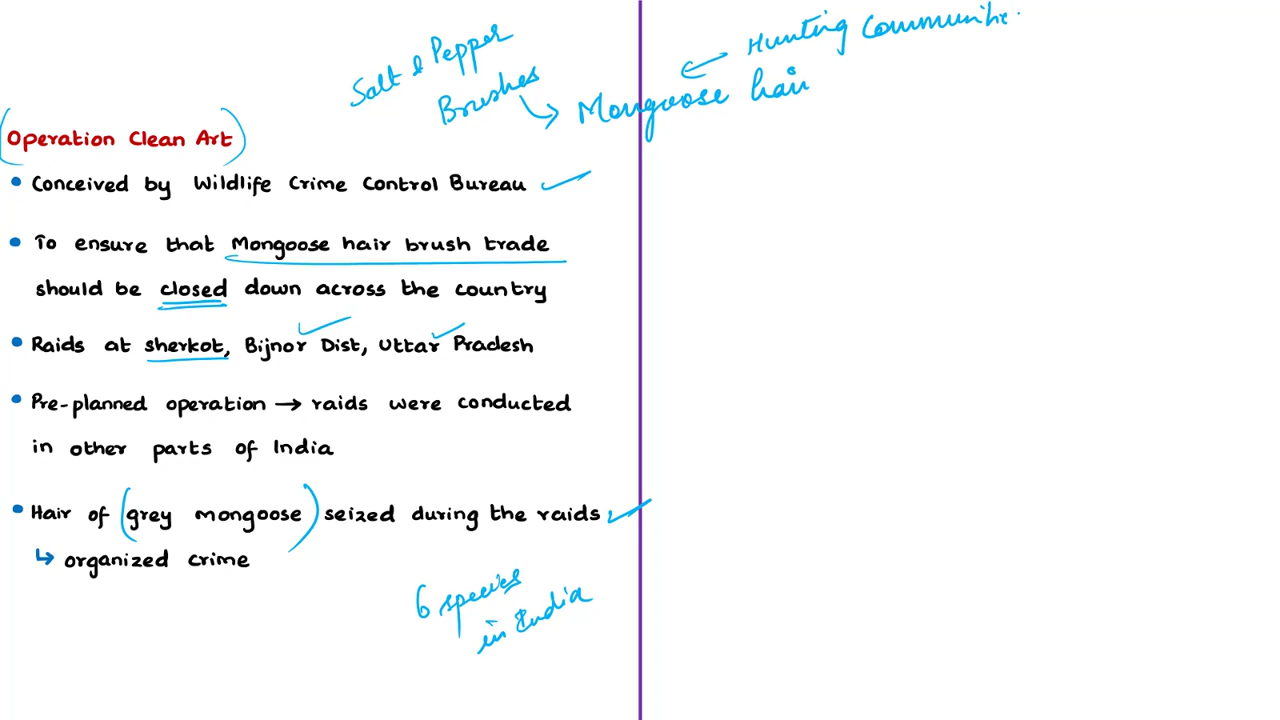 Salt & Pepper
Brushes
Hunting Communitie
Mongoose hair
(Operation Clean Art)
• Conceived by Wildlife Crime Control Bureau ✓
• To ensure that Mongoose hair brush trade
should be closed down across the country
• Raids at sherkot, Bijnor Dist, Uttar Pradesh
• Pre-planned operation → raids were conducted
in other parts of India
• Hair of (grey mongoose) seized during the raids ✓
↳ organized crime
6 species
in India